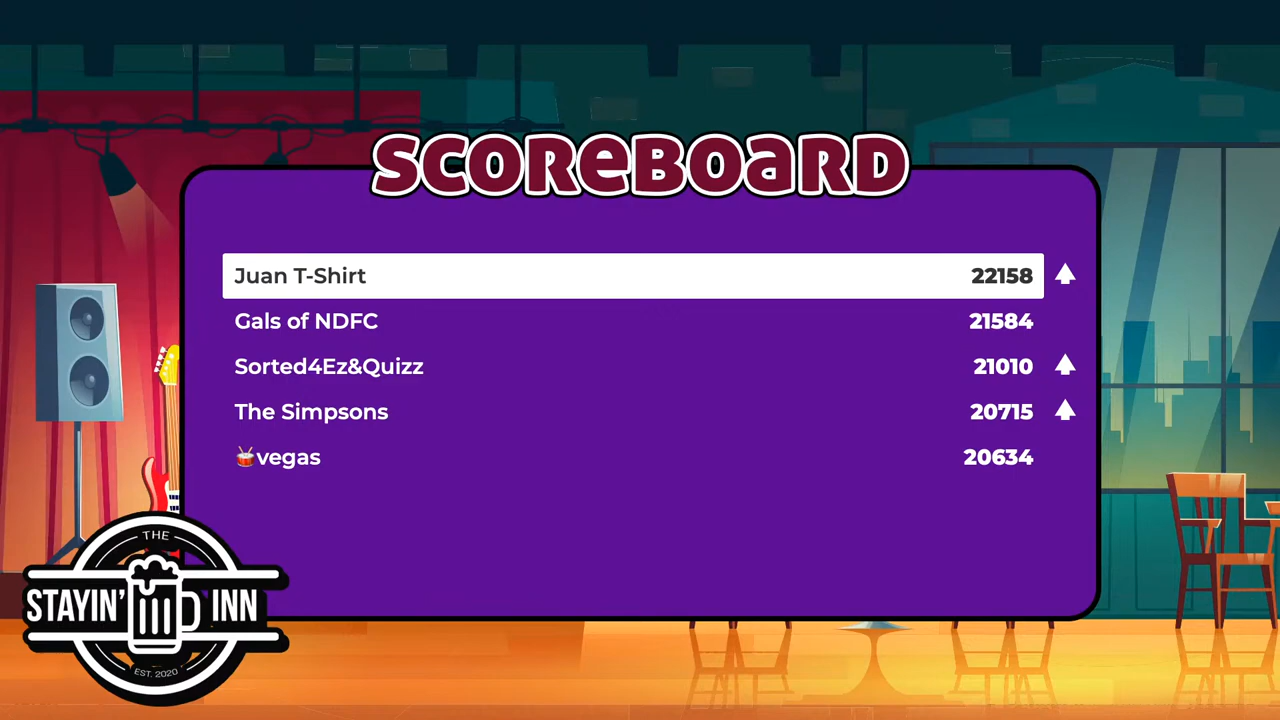 SCOREBOARD
Juan T-Shirt 22158
Gals of NDFC 21584
Sorted4Ez&Quizz 21010
The Simpsons 20715
🥁vegas 20634
THE
STAYIN' INN
EST. 2020